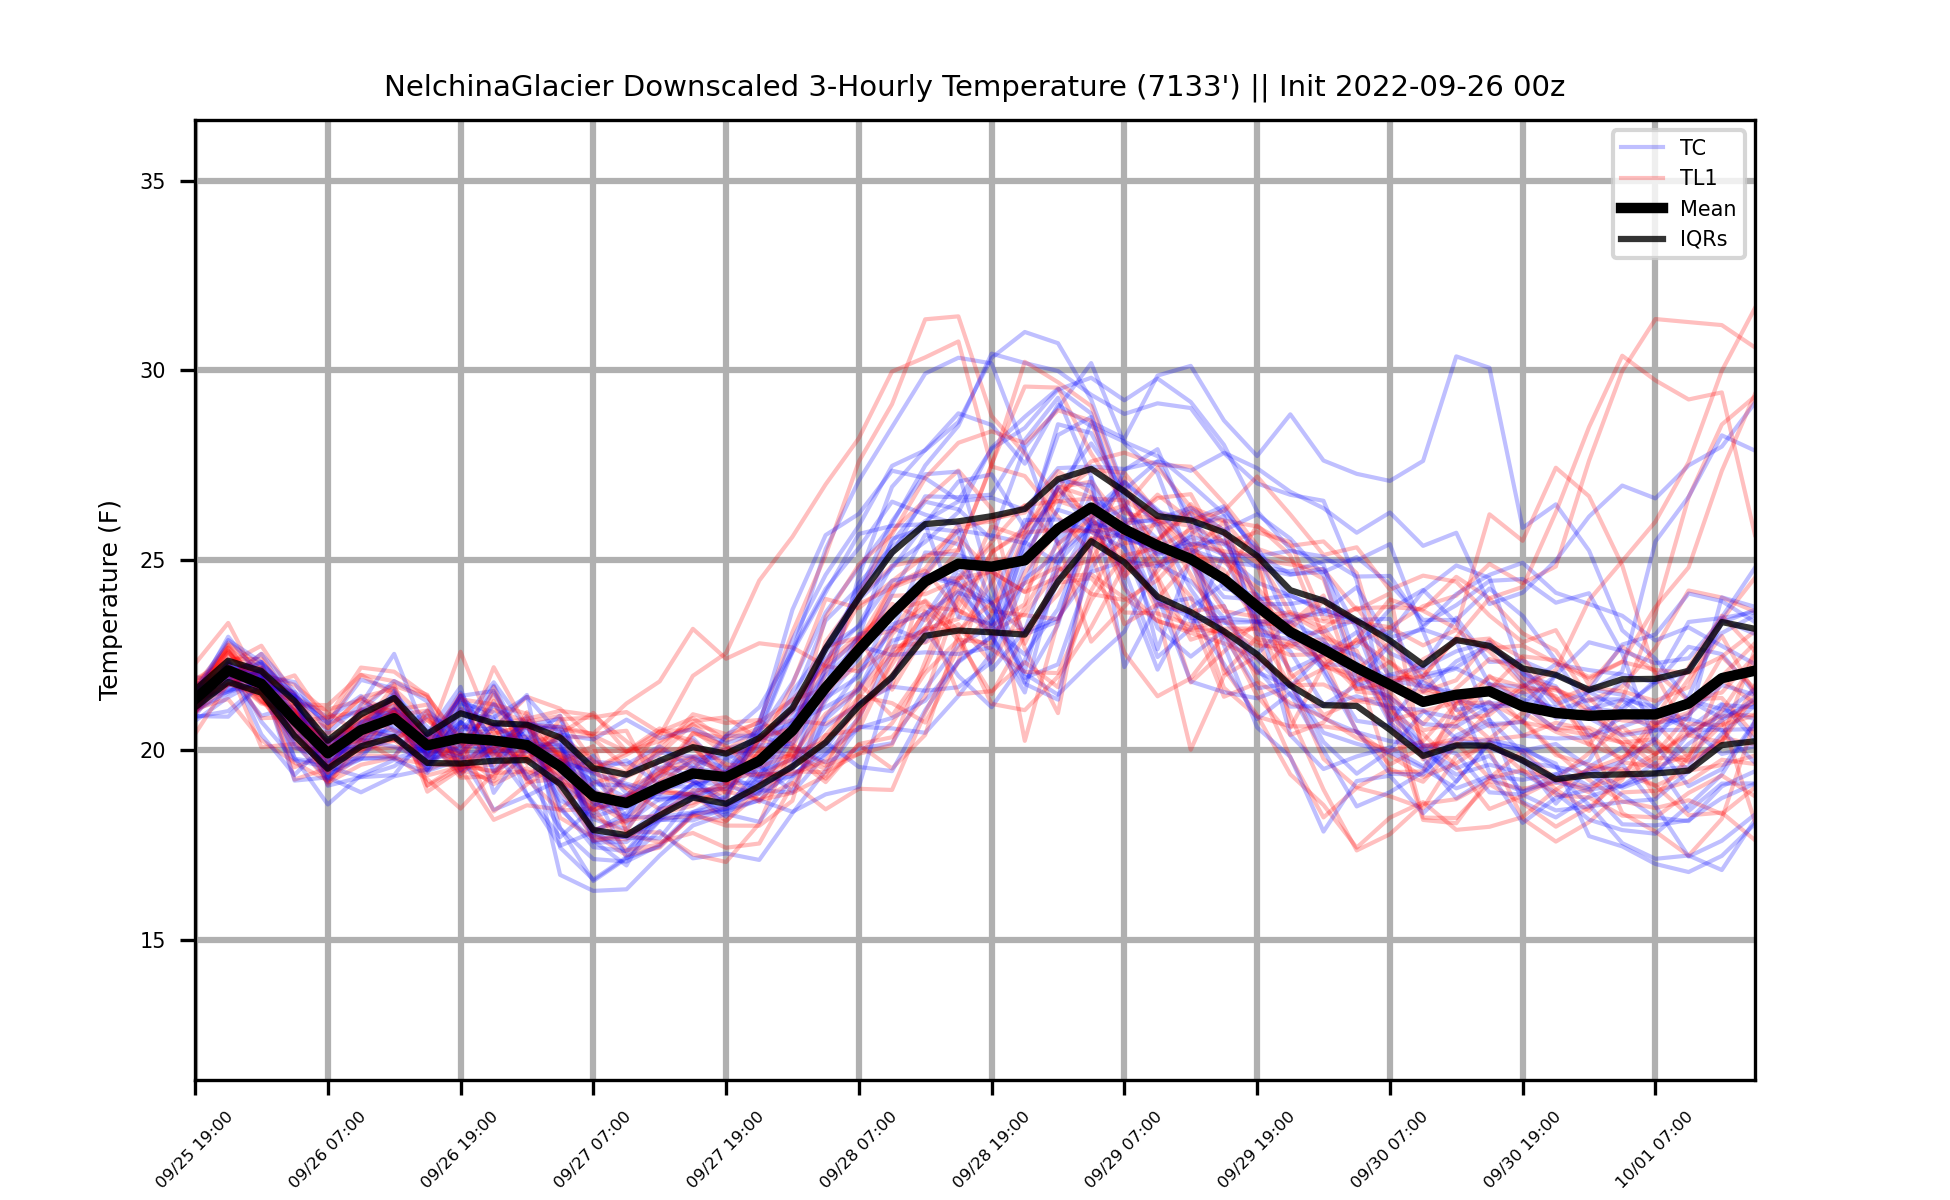 NelchinaGlacier Downscaled 3-Hourly Temperature (7133') || Init 2022-09-26 00z
TC
TL1
Mean
IQRs
Temperature (F)
35
30
25
20
15
09/25 19:00
09/26 07:00
09/26 19:00
09/27 07:00
09/27 19:00
09/28 07:00
09/28 19:00
09/29 07:00
09/29 19:00
09/30 07:00
09/30 19:00
10/01 07:00